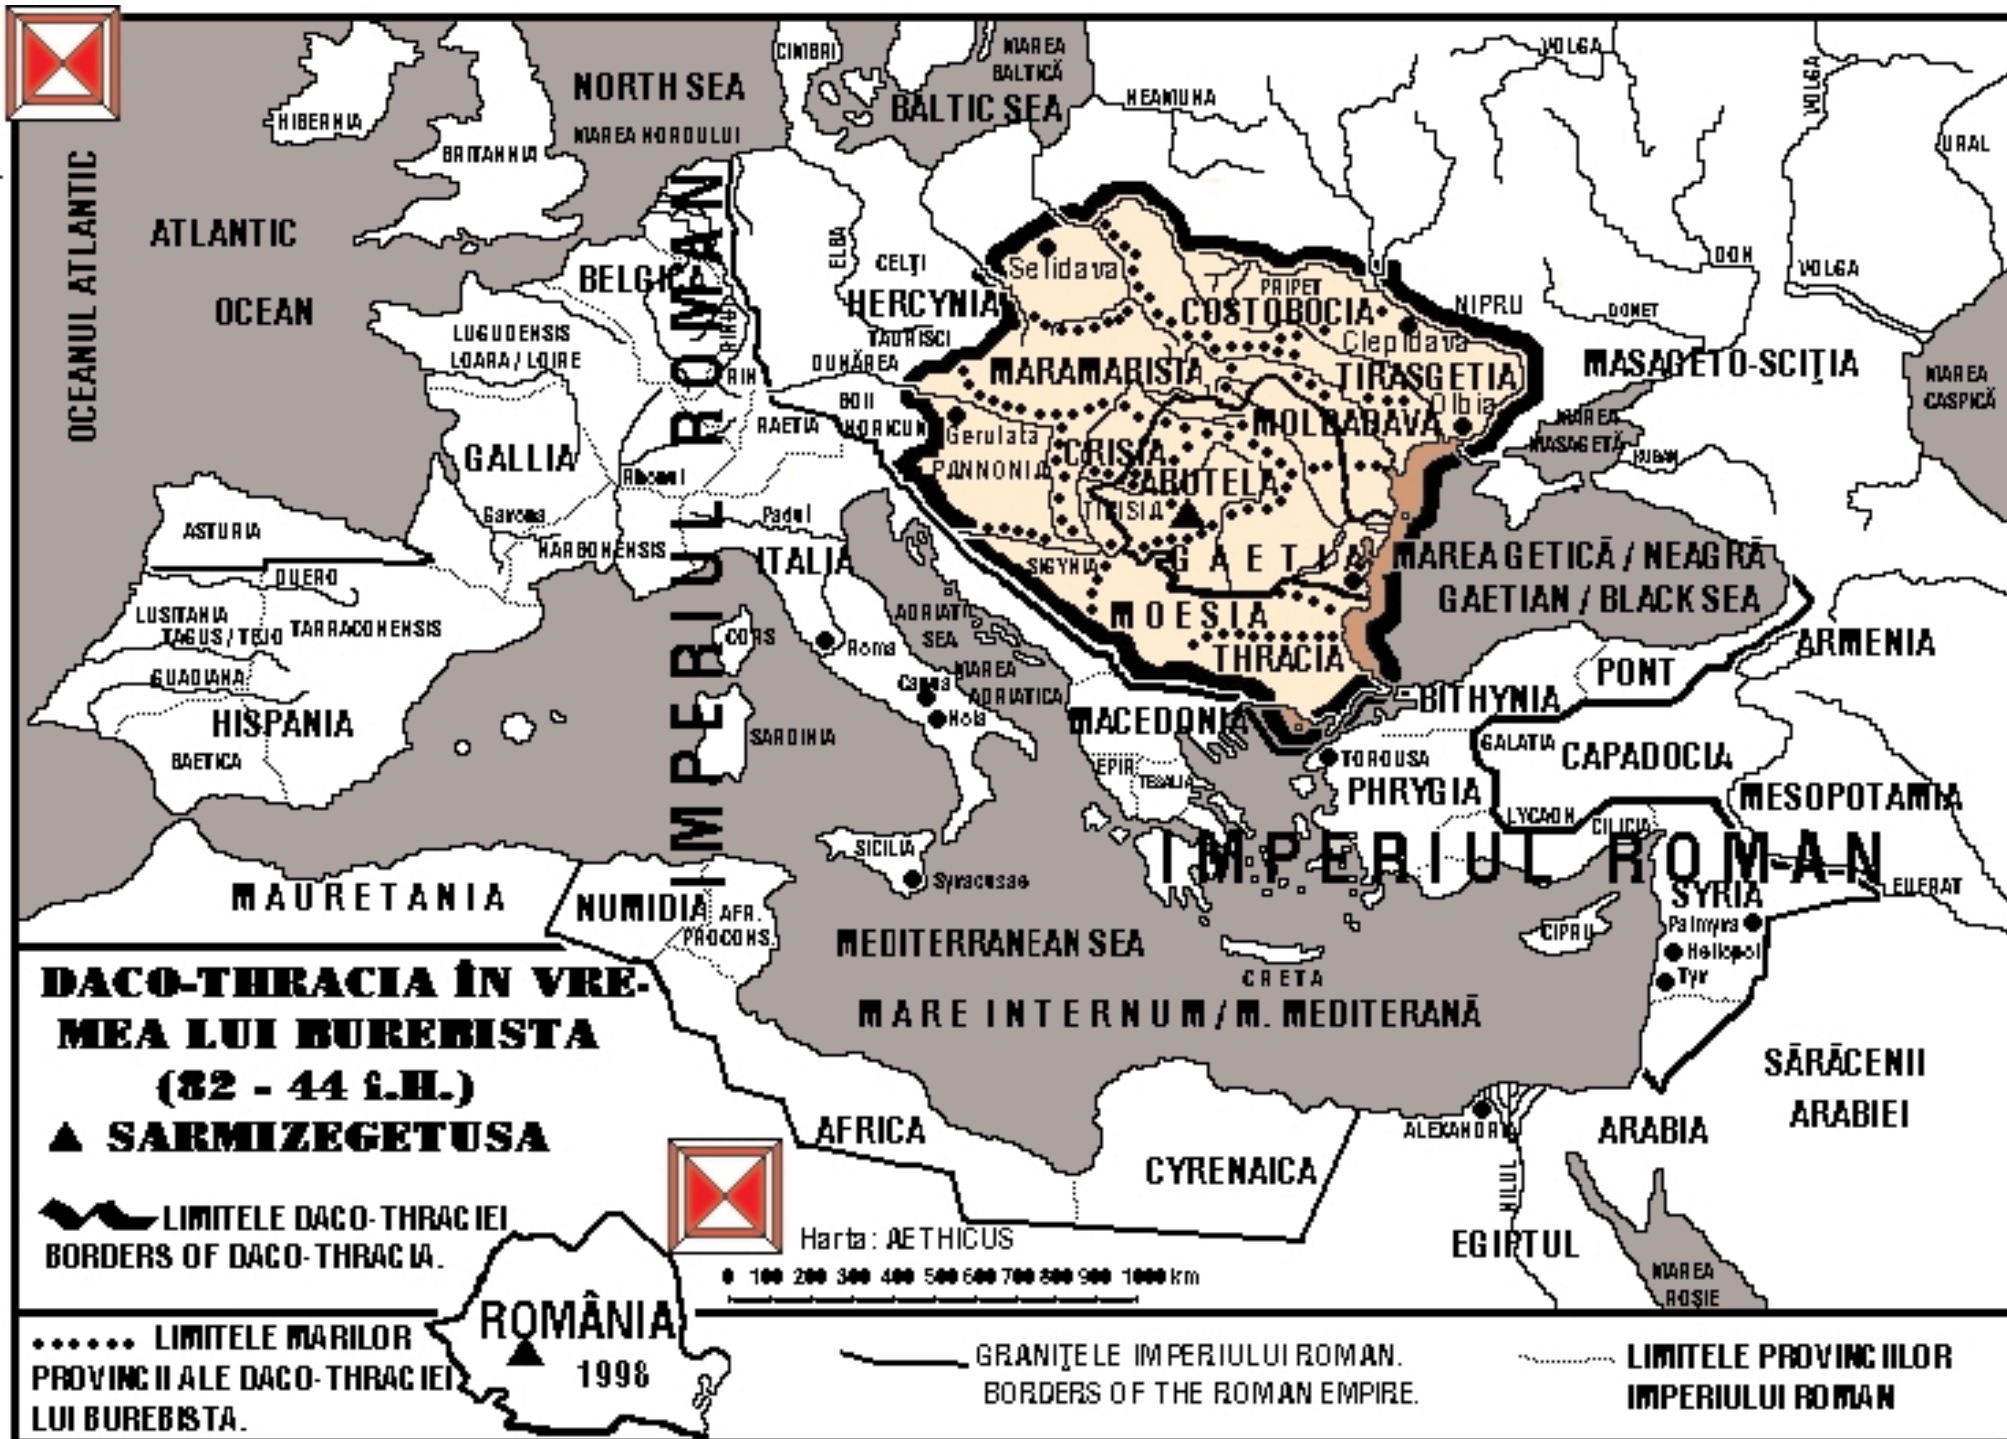 CIMBRI
MAREA
BALTICĂ
VOLGA
VOLGA
NORTH SEA
BALTIC SEA
NEAMUNA
HIBERNIA
MAREA NORDULUI
BRITANNIA
URAL
OCEANUL ATLANTIC
ATLANTIC
OCEAN
IMPERIUL ROMAN
ELBA
CELŢI
HERCYNIA
TAURISCI
BELGICA
Selidava
PRIPET
COSTOBOCIA
NIPRU
DON
VOLGA
DONET
LUGUDENSIS
LOARA / LOIRE
RIN
DUNĂREA
Clepidava
MARAMARISTA
TIRASGETIA
Olbia
MASAGETO-SCIŢIA
MAREA
CASPICĂ
BOII
NORICUM
RAETIA
MOLDADAVA
MAREA
MASAGETĂ
KUBAN
GALLIA
Gerulata
PANNONIA
CRISIA
ARUTELA
TIBISIA
Garona
Padul
ASTURIA
NARBONENSIS
ITALIA
SIGYNIA
GAETIA
MAREA GETICĂ / NEAGRĂ
GAETIAN / BLACK SEA
DUERO
LUSITANIA
TAGUS / TEJO
TARRACONENSIS
CORS
Roma
ADRIATIC
SEA
MOESIA
THRACIA
ARMENIA
GUADIANA
HISPANIA
BAETICA
Capua
Nola
MAREA
ADRIATICA
SARDINIA
MACEDONIA
BITHYNIA
PONT
GALATIA
CAPADOCIA
EPIR
TESALIA
TOROUSA
PHRYGIA
MESOPOTAMIA
LYCAON
CILICIA
IMPERIUL ROMAN
SICILIA
Syracusae
MAURETANIA
NUMIDIA
AFR.
PROCONS.
SYRIA
EUFRAT
Palmyra
Heliopol
Tyr
CIPRU
MEDITERRANEAN SEA
CRETA
MARE INTERNUM / M. MEDITERANĂ
DACO-THRACIA ÎN VRE-
MEA LUI BUREBISTA
(82 - 44 î.H.)
▲ SARMIZEGETUSA
SĂRĂCENII
ARABIEI
AFRICA
CYRENAICA
ALEXANDRIA
ARABIA
NILUL
EGIPTUL
MAREA
ROŞIE
LIMITELE DACO-THRACIEI
BORDERS OF DACO-THRACIA.
Harta: AETHICUS
0 100 200 300 400 500 600 700 800 900 1000 km
ROMÂNIA
1998
LIMITELE MARILOR
PROVINCII ALE DACO-THRACIEI
LUI BUREBISTA.
GRANIŢELE IMPERIULUI ROMAN.
BORDERS OF THE ROMAN EMPIRE.
LIMITELE PROVINCIILOR
IMPERIULUI ROMAN